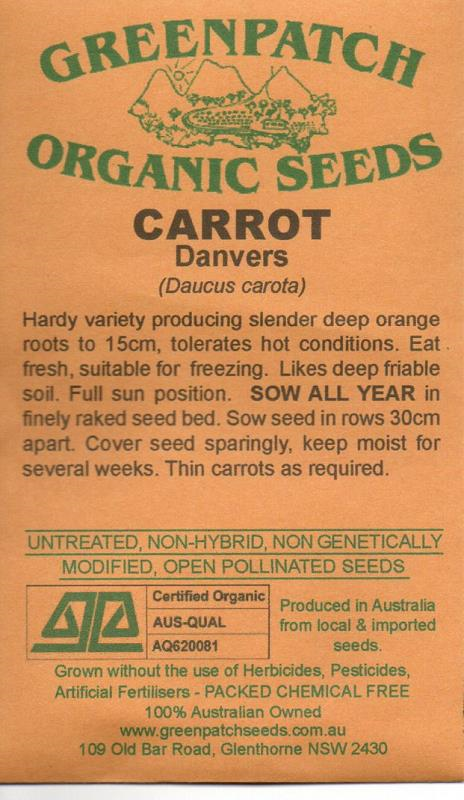 GREENPATCH
ORGANIC SEEDS
CARROT
Danvers
(Daucus carota)
Hardy variety producing slender deep orange
roots to 15cm, tolerates hot conditions. Eat
fresh, suitable for freezing. Likes deep friable
soil. Full sun position. SOW ALL YEAR in
finely raked seed bed. Sow seed in rows 30cm
apart. Cover seed sparingly, keep moist for
several weeks. Thin carrots as required.
UNTREATED, NON-HYBRID, NON GENETICALLY
MODIFIED, OPEN POLLINATED SEEDS
Certified Organic
AUS-QUAL
AQ620081
Produced in Australia
from local & imported
seeds.
Grown without the use of Herbicides, Pesticides,
Artificial Fertilisers - PACKED CHEMICAL FREE
100% Australian Owned
www.greenpatchseeds.com.au
109 Old Bar Road, Glenthorne NSW 2430